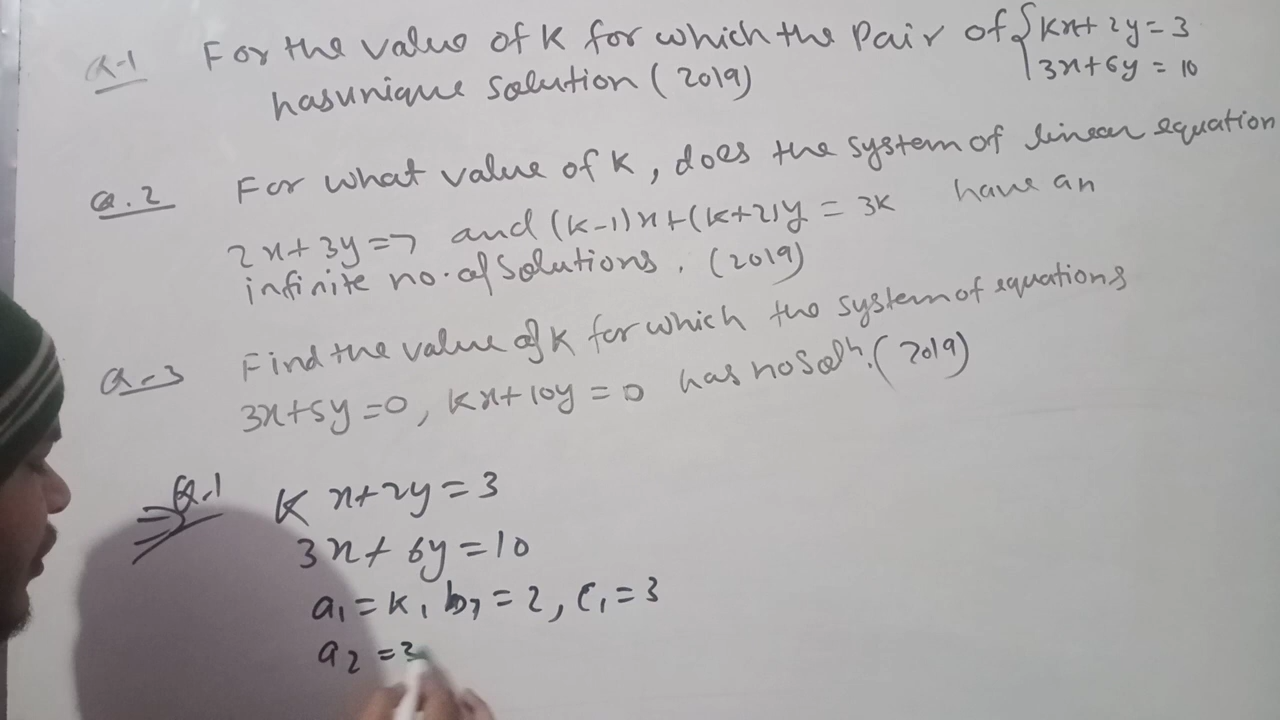 Q-1 For the value of K for which the pair of { Kx+2y=3
3x+6y=10
has unique solution (2019)
Q.2 For what value of K, does the system of linear equation
2x+3y=7 and (K-1)x+(K+2)y=3K have an
infinite no. of solutions. (2019)
Q-3 Find the value of K for which the system of equations
3x+5y=0, Kx+10y=0 has no solⁿ. (2019)
Q.1 Kx+2y=3
3x+6y=10
a₁=K, b₁=2, c₁=3
a₂=3